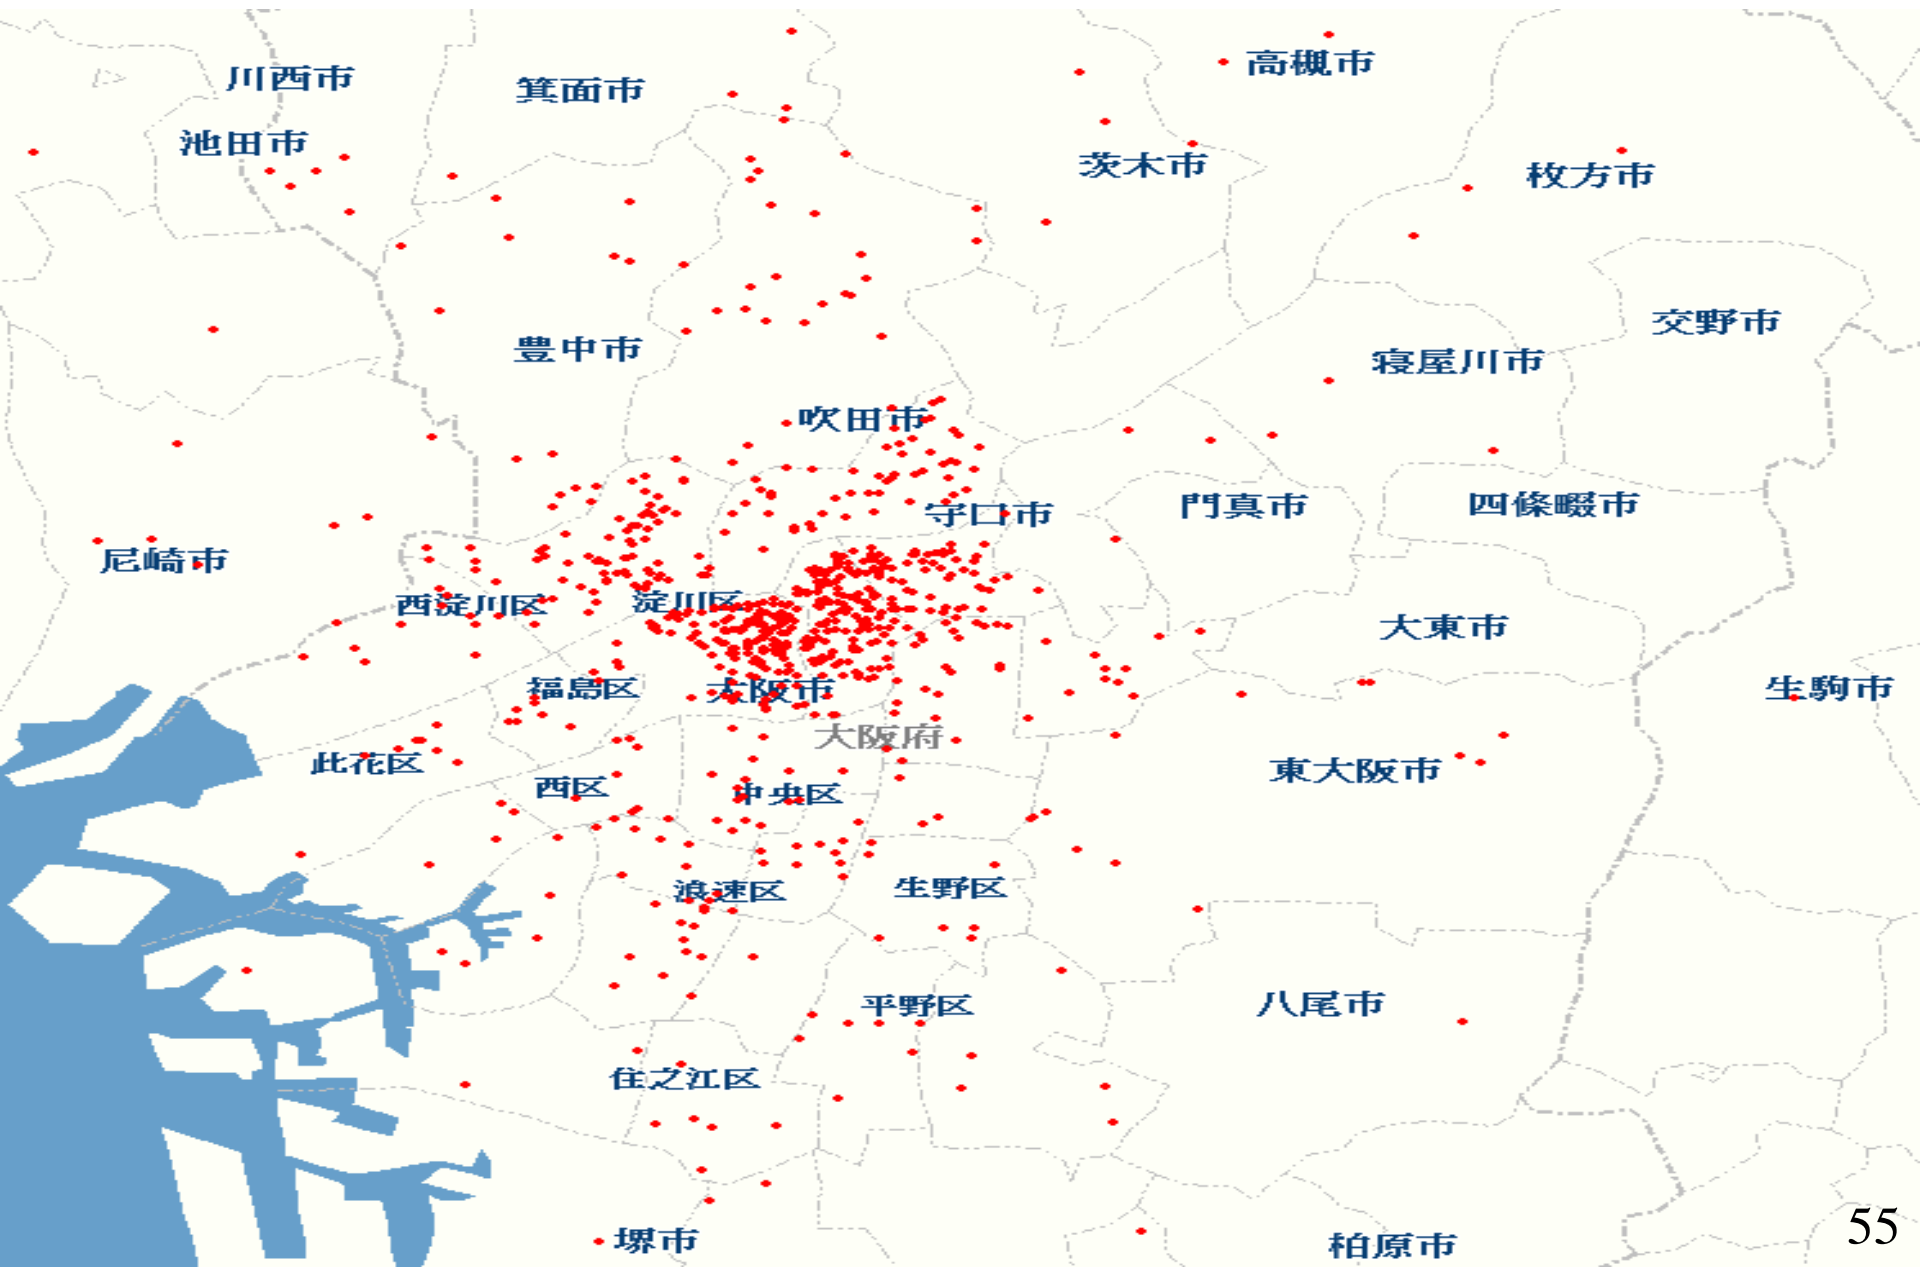 高槻市
川西市
箕面市
池田市
茨木市
枚方市
交野市
豊中市
寝屋川市
吹田市
守口市
門真市
四條畷市
尼崎市
西淀川区
淀川区
大東市
福島区
大阪市
生駒市
大阪府
此花区
東大阪市
西区
中央区
浪速区
生野区
平野区
八尾市
住之江区
堺市
柏原市
55